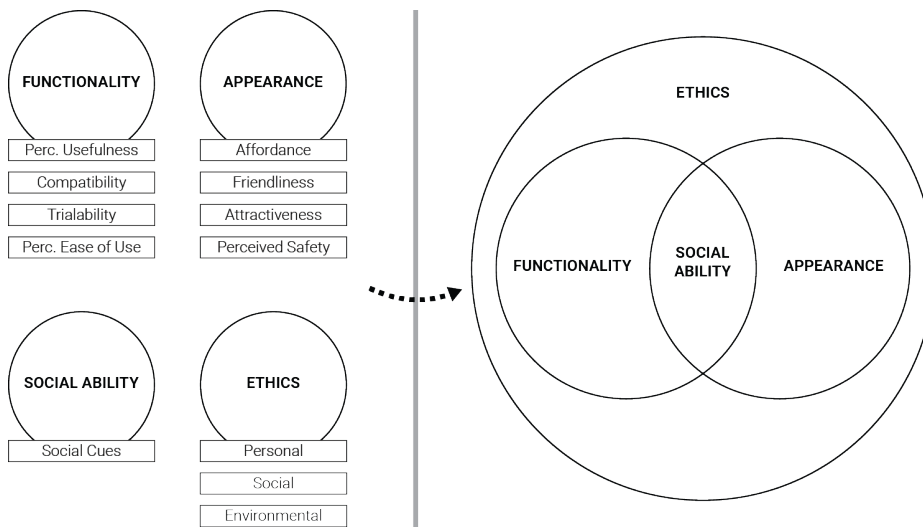 FUNCTIONALITY
Perc. Usefulness
Compatibility
Trialability
Perc. Ease of Use
APPEARANCE
Affordance
Friendliness
Attractiveness
Perceived Safety
SOCIAL ABILITY
Social Cues
ETHICS
Personal
Social
Environmental
ETHICS
FUNCTIONALITY
SOCIAL
ABILITY
APPEARANCE